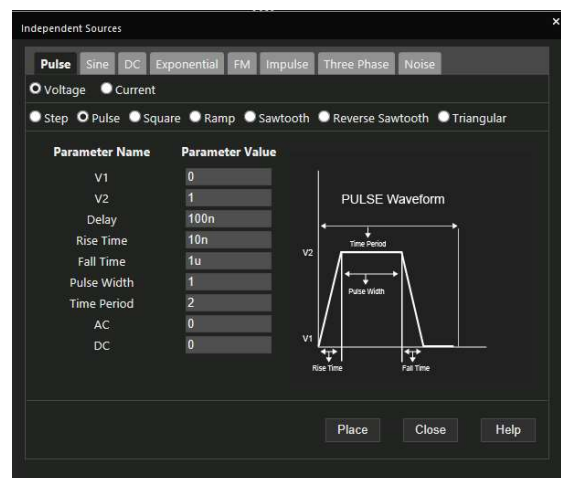 Independent Sources ×
Pulse Sine DC Exponential FM Impulse Three Phase Noise
Voltage Current
Step Pulse Square Ramp Sawtooth Reverse Sawtooth Triangular
Parameter Name Parameter Value
V1 0
V2 1
Delay 100n
Rise Time 10n
Fall Time 1u
Pulse Width 1
Time Period 2
AC 0
DC 0
PULSE Waveform
Time Period
V2
Pulse Width
V1
Rise Time Fall Time
Place Close Help